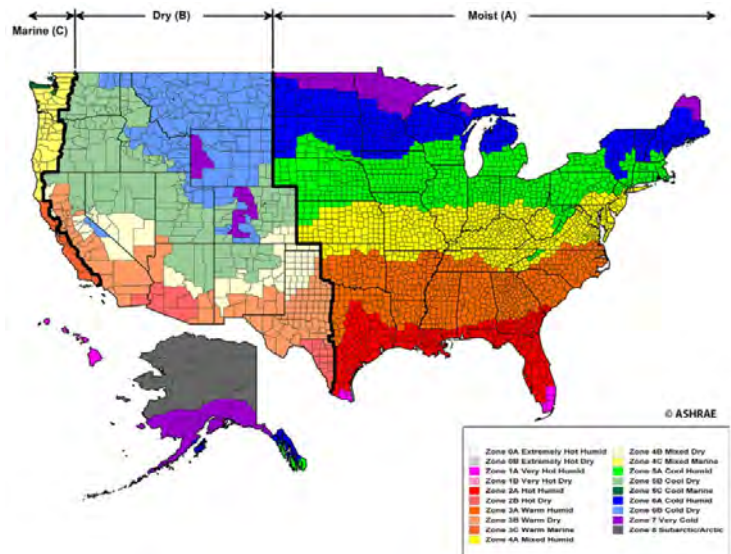 Marine (C)
Dry (B)
Moist (A)
© ASHRAE
Zone 0A Extremely Hot Humid
Zone 0B Extremely Hot Dry
Zone 1A Very Hot Humid
Zone 1B Very Hot Dry
Zone 2A Hot Humid
Zone 2B Hot Dry
Zone 3A Warm Humid
Zone 3B Warm Dry
Zone 3C Warm Marine
Zone 4A Mixed Humid
Zone 4B Mixed Dry
Zone 4C Mixed Marine
Zone 5A Cool Humid
Zone 5B Cool Dry
Zone 5C Cool Marine
Zone 6A Cold Humid
Zone 6B Cold Dry
Zone 7 Very Cold
Zone 8 Subarctic/Arctic